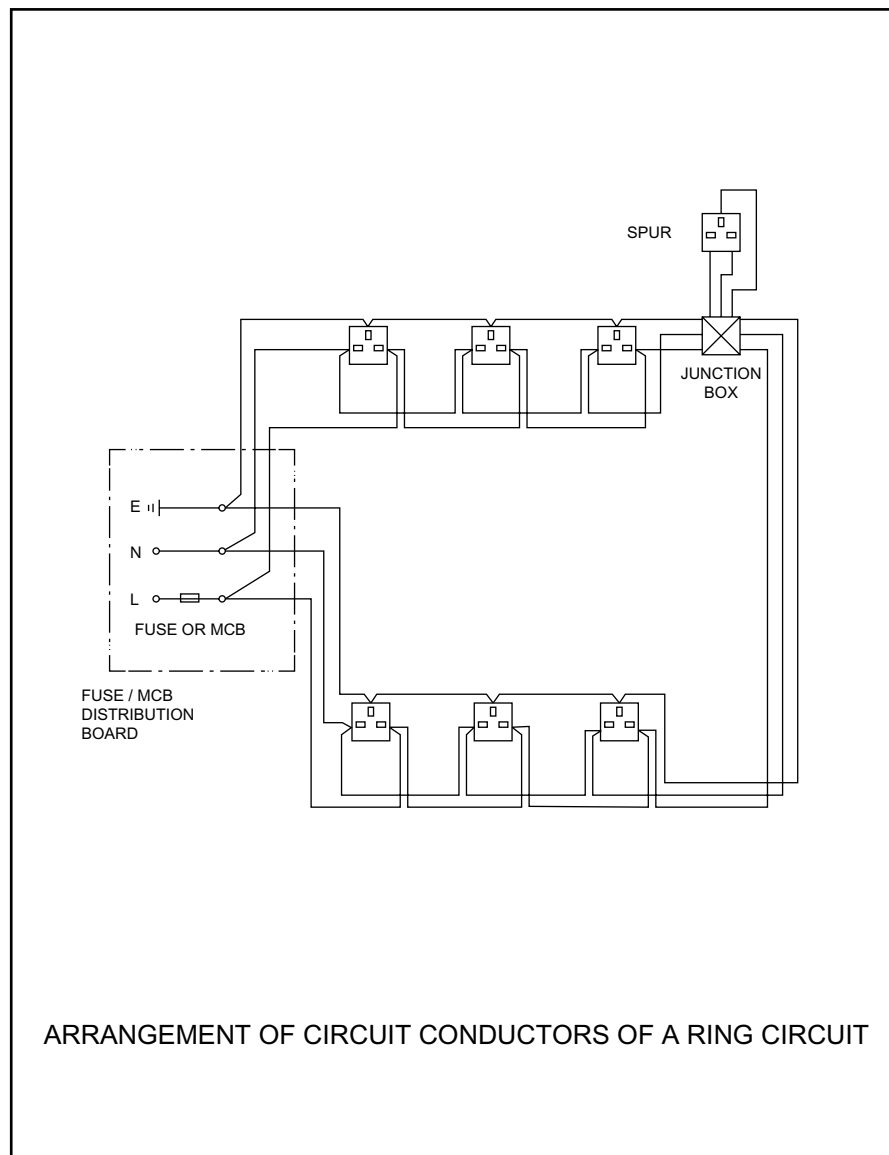 SPUR
JUNCTION
BOX
E
N
L
FUSE OR MCB
FUSE / MCB
DISTRIBUTION
BOARD
ARRANGEMENT OF CIRCUIT CONDUCTORS OF A RING CIRCUIT